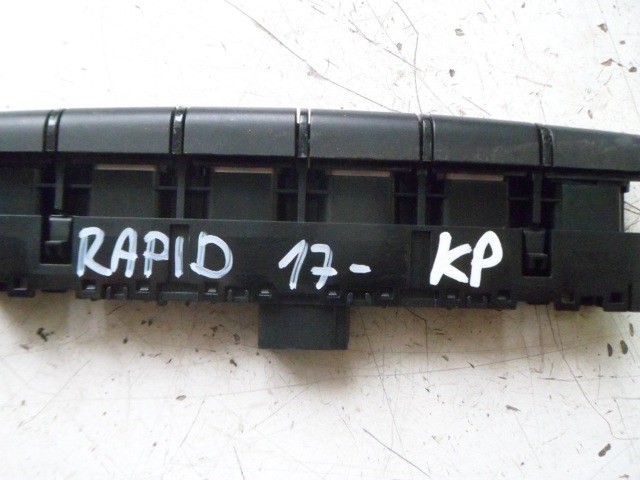 RAPID 17- KP